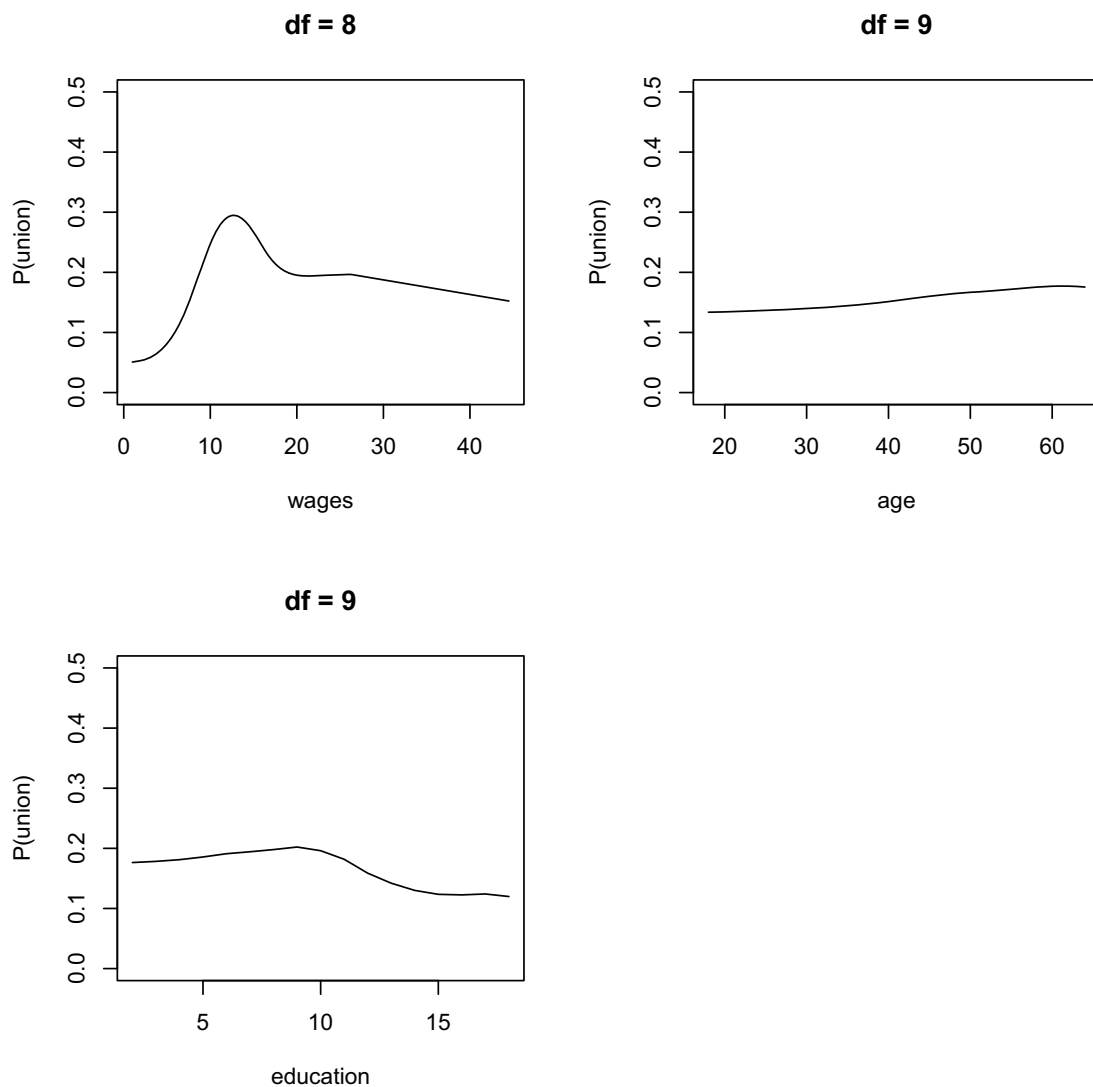 df = 8
P(union)
0.0 0.1 0.2 0.3 0.4 0.5
0 10 20 30 40
wages
df = 9
P(union)
0.0 0.1 0.2 0.3 0.4 0.5
20 30 40 50 60
age
df = 9
P(union)
0.0 0.1 0.2 0.3 0.4 0.5
5 10 15
education